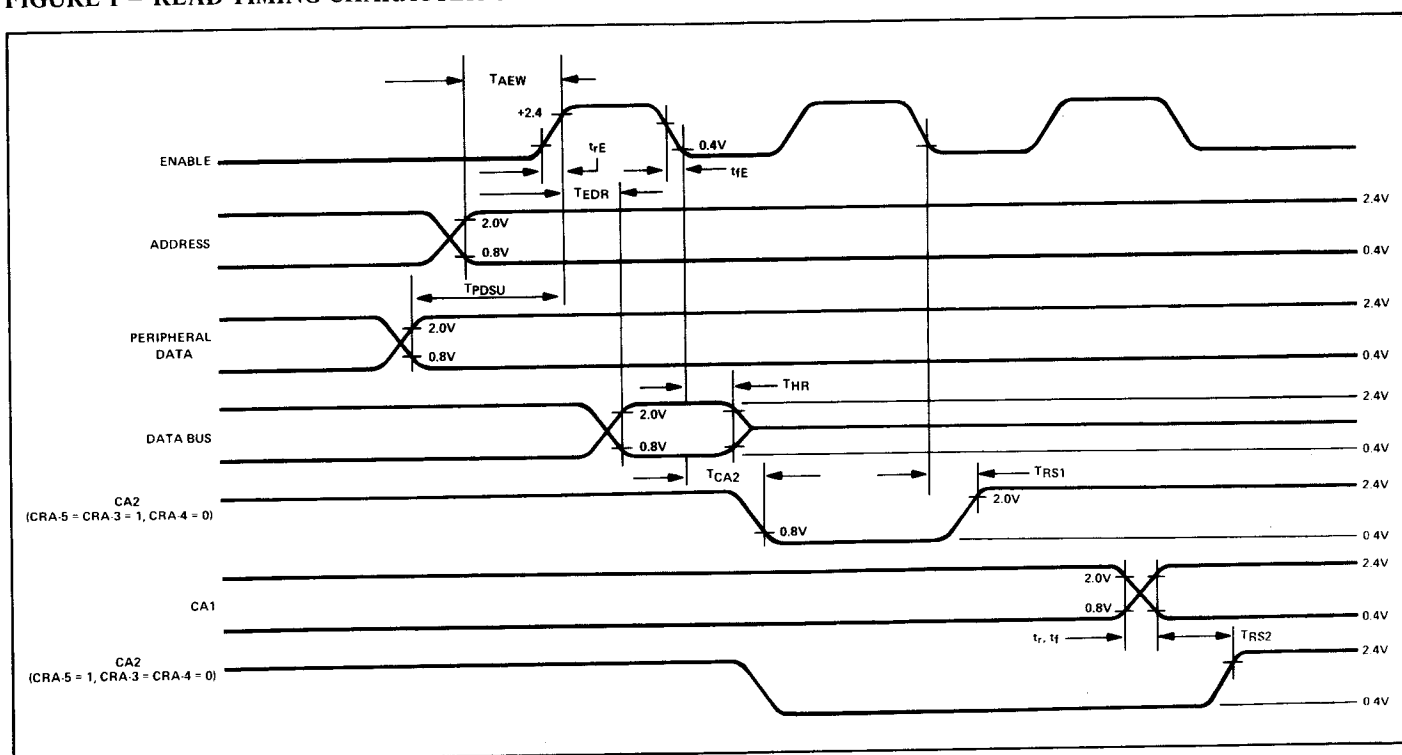 FIGURE 1 – READ TIMING
TAEW
+2.4
ENABLE
trE
0.4V
tfE
TEDR
ADDRESS
2.0V
0.8V
2.4V
0.4V
TPDSU
PERIPHERAL
DATA
2.0V
0.8V
2.4V
0.4V
THR
DATA BUS
2.0V
0.8V
2.4V
0.4V
TCA2
TRS1
CA2
(CRA-5 = CRA-3 = 1, CRA-4 = 0)
0.8V
2.0V
2.4V
0.4V
CA1
2.0V
0.8V
2.4V
0.4V
tr, tf
TRS2
CA2
(CRA-5 = 1, CRA-3 = CRA-4 = 0)
2.4V
0.4V